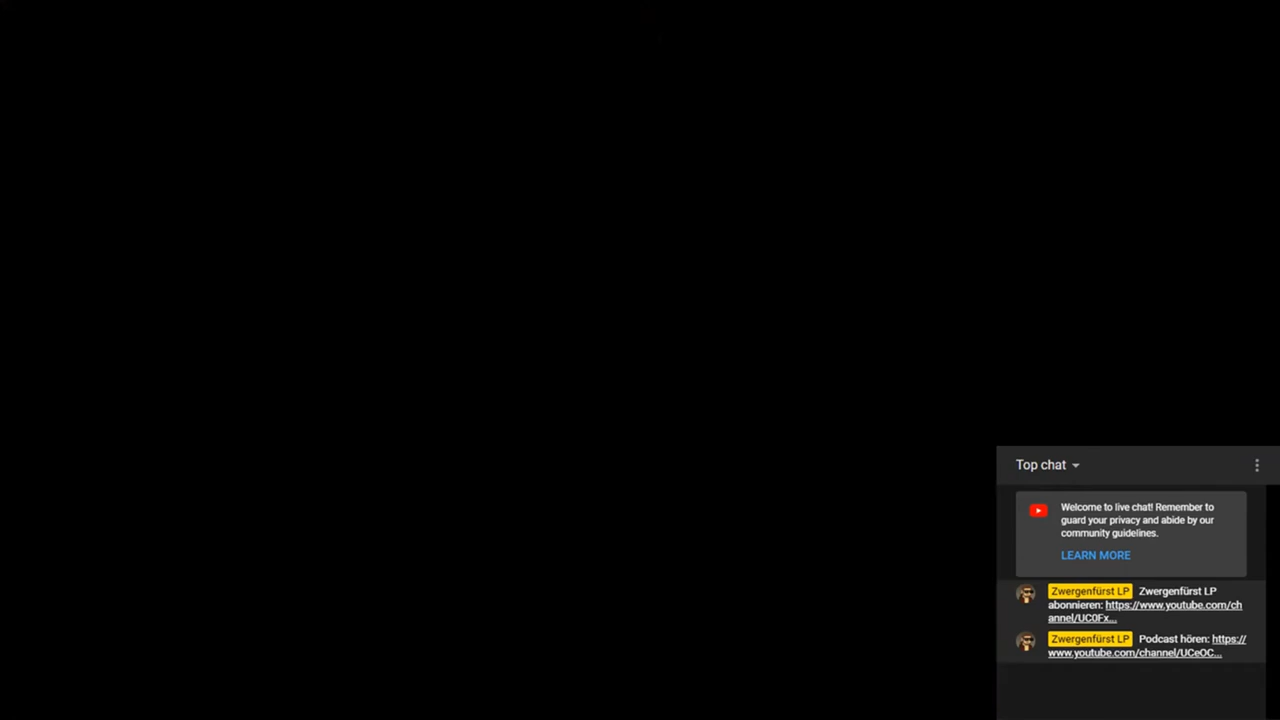 Top chat
Welcome to live chat! Remember to
guard your privacy and abide by our
community guidelines.
LEARN MORE
Zwergenfürst LP Zwergenfürst LP
abonnieren: https://www.youtube.com/ch
annel/UC0Fx...
Zwergenfürst LP Podcast hören: https://
www.youtube.com/channel/UCeOC...